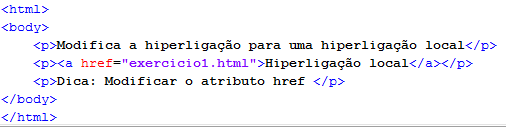 <html>
<body>
<p>Modifica a hiperligação para uma hiperligação local</p>
<p><a href="exercicio1.html">Hiperligação local</a></p>
<p>Dica: Modificar o atributo href </p>
</body>
</html>